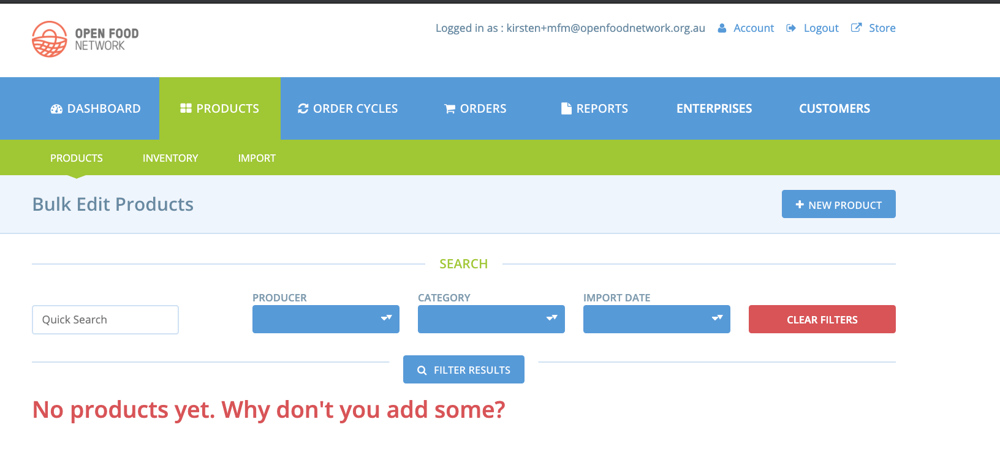 OPEN FOOD
NETWORK
Logged in as : kirsten+mfm@openfoodnetwork.org.au Account Logout Store
DASHBOARD PRODUCTS ORDER CYCLES ORDERS REPORTS ENTERPRISES CUSTOMERS
PRODUCTS INVENTORY IMPORT
Bulk Edit Products NEW PRODUCT
SEARCH
PRODUCER CATEGORY IMPORT DATE
Quick Search CLEAR FILTERS
FILTER RESULTS
No products yet. Why don't you add some?